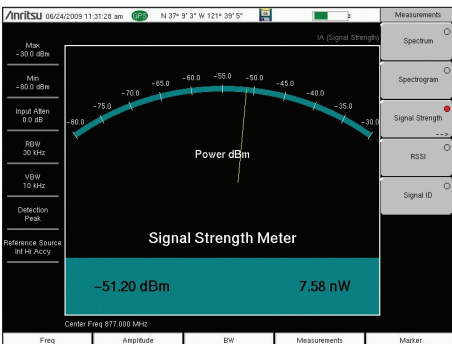 Anritsu 06/24/2009 11:31:28 am GPS N 37° 9' 3" W 121° 39' 5"
Measurements
IA (Signal Strength)
Max
-30.0 dBm
Min
-80.0 dBm
Input Atten
0.0 dB
RBW
30 kHz
VBW
10 kHz
Detection
Peak
Reference Source
Int Hi Accy
-80.0 -75.0 -70.0 -65.0 -60.0 -55.0 -50.0 -45.0 -40.0 -35.0 -30.0
Power dBm
Signal Strength Meter
-51.20 dBm 7.58 nW
Center Freq 877.000 MHz
Spectrum
Spectrogram
Signal Strength
-->
RSSI
Signal ID
Freq Amplitude BW Measurements Marker